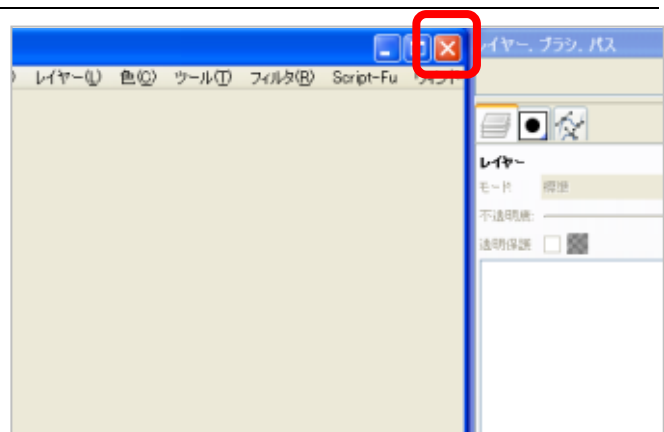 レイヤー, ブラシ, パス
) レイヤー(L) 色(C) ツール(T) フィルタ(R) Script-Fu
レイヤー
モード 標準
不透明度:
透明保護